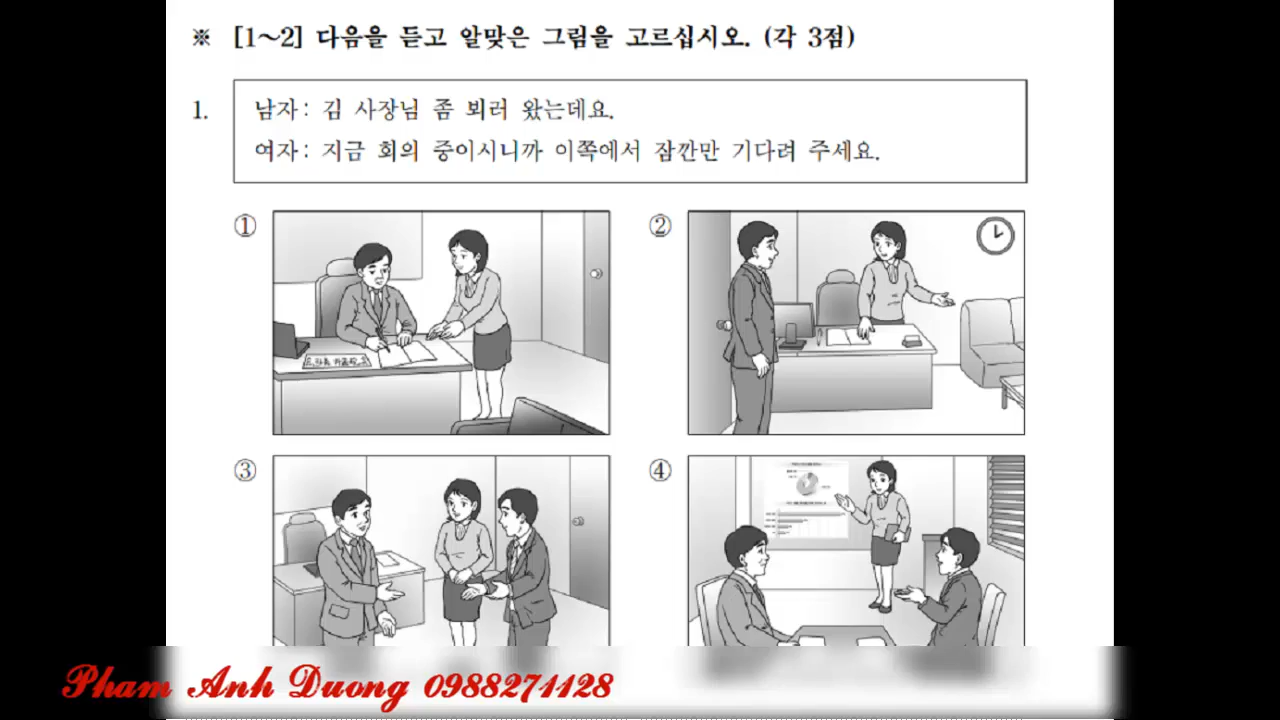 ※ [1～2] 다음을 듣고 알맞은 그림을 고르십시오. (각 3점)
1.
남자: 김 사장님 좀 뵈러 왔는데요.
여자: 지금 회의 중이시니까 이쪽에서 잠깐만 기다려 주세요.
①
②
③
④
Pham Anh Duong 0988271128